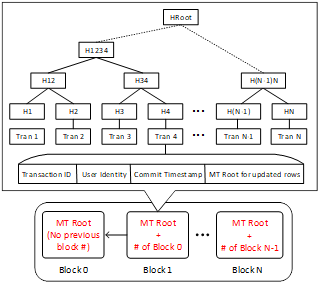 HRoot
H1234
H12 H34 H(N-1)N
H1 H2 H3 H4 ... H(N-1) HN
Tran 1 Tran 2 Tran 3 Tran 4 ... Tran N-1 Tran N
Transaction ID User Identity Commit Timestamp MT Root for updated rows
MT Root MT Root MT Root
(No previous + ... +
block #) # of Block 0 # of Block N-1
Block 0 Block 1 Block N